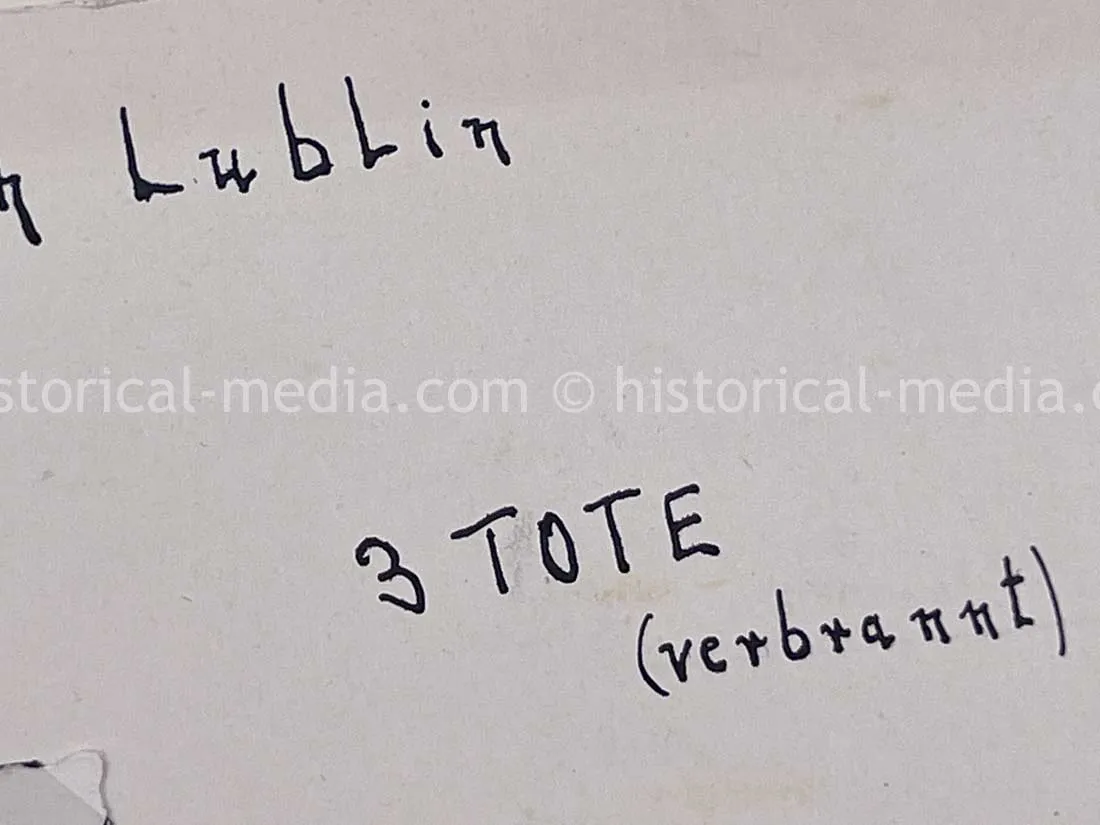 n Lublin
storical-media.com © historical-media.c
3 TOTE
(verbrannt)